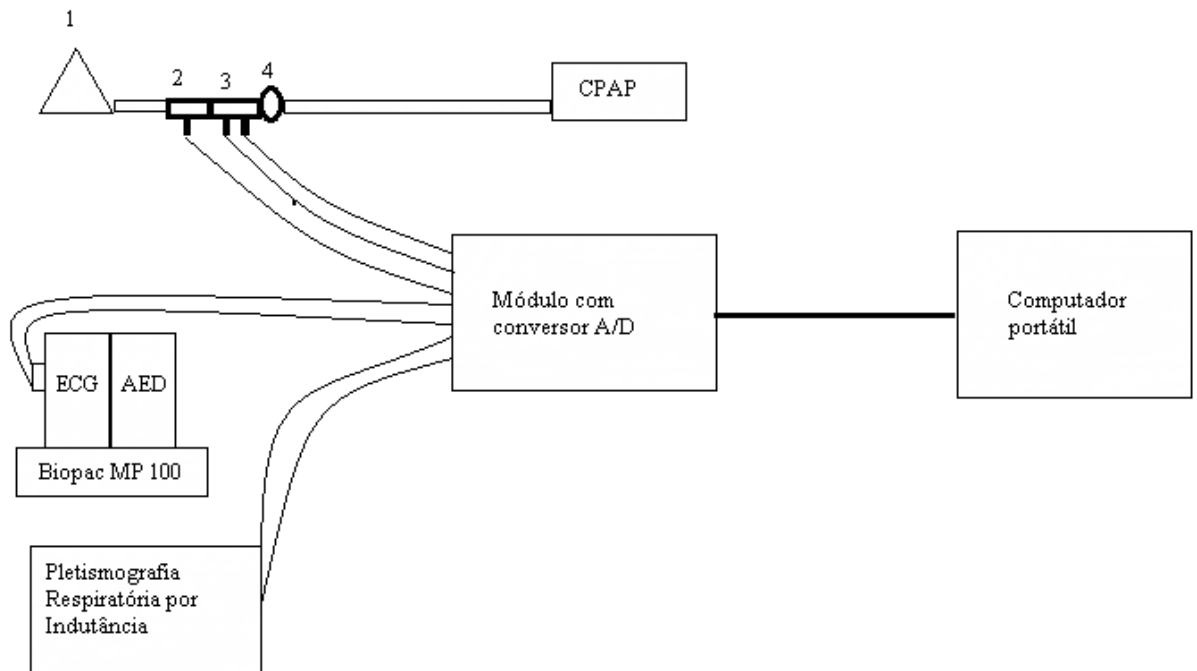 1
2
3
4
CPAP
Módulo com
conversor A/D
Computador
portátil
ECG
AED
Biopac MP 100
Pletismografia
Respiratória por
Indutância